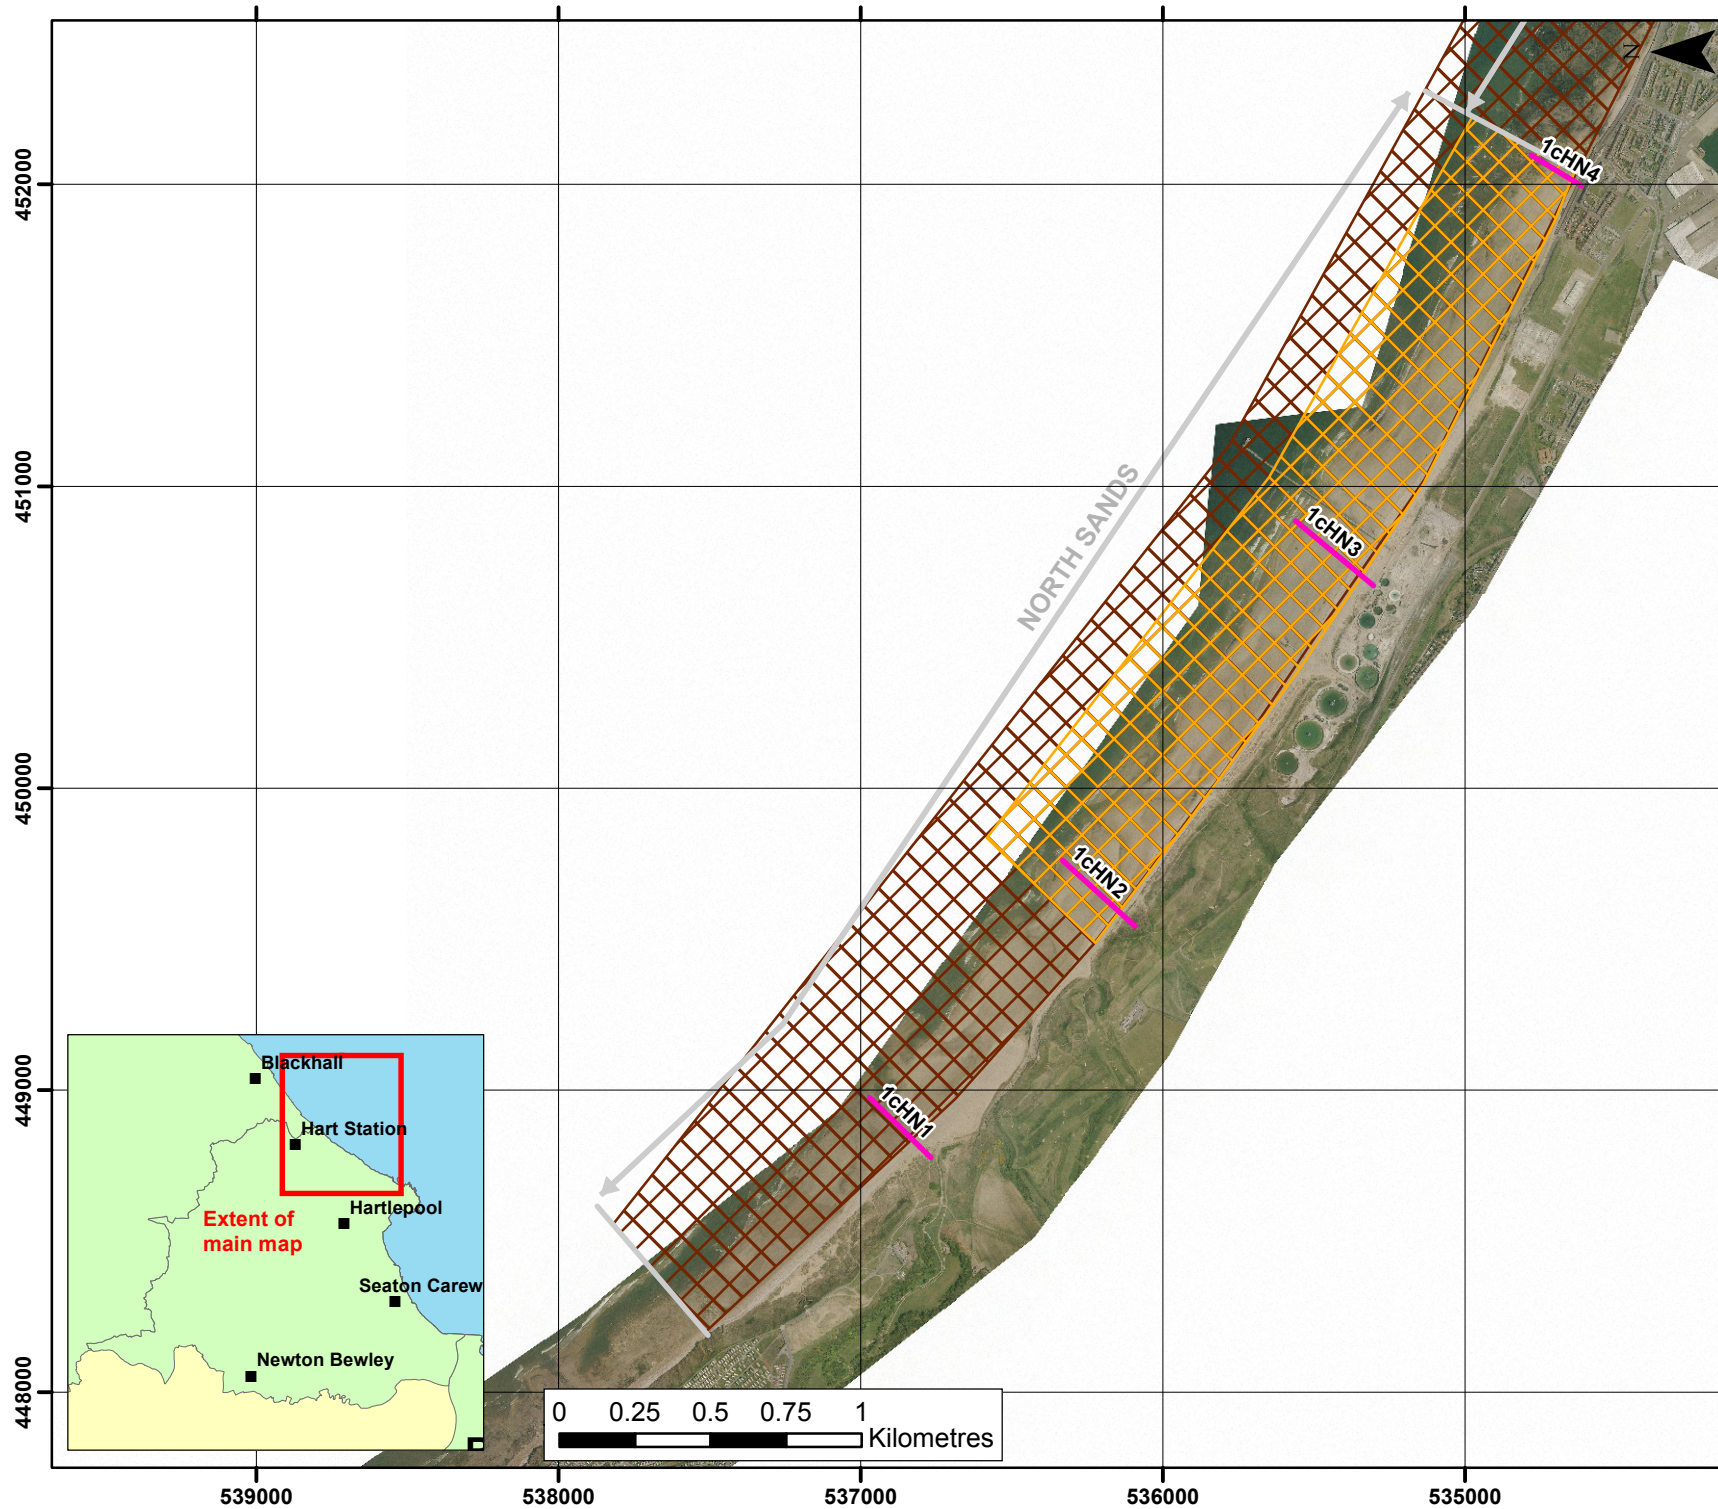 N
452000
1cHN4
451000
NORTH SANDS
1cHN3
450000
1cHN2
449000
1cHN1
Blackhall
Hart Station
Hartlepool
Extent of
main map
Seaton Carew
Newton Bewley
448000
0 0.25 0.5 0.75 1
Kilometres
539000 538000 537000 536000 535000